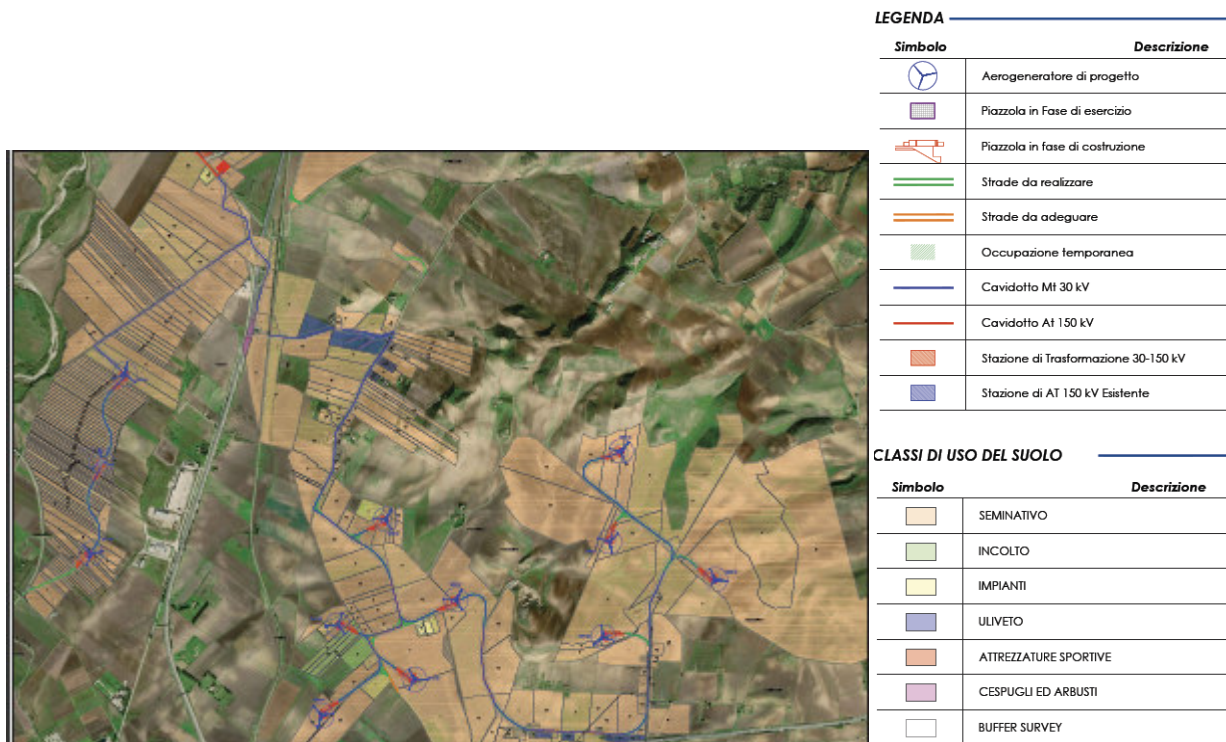 LEGENDA
Simbolo Descrizione
Aerogeneratore di progetto
Piazzola in Fase di esercizio
Piazzola in fase di costruzione
Strade da realizzare
Strade da adeguare
Occupazione temporanea
Cavidotto Mt 30 kV
Cavidotto At 150 kV
Stazione di Trasformazione 30-150 kV
Stazione di AT 150 kV Esistente
CLASSI DI USO DEL SUOLO
Simbolo Descrizione
SEMINATIVO
INCOLTO
IMPIANTI
ULIVETO
ATTREZZATURE SPORTIVE
CESPUGLI ED ARBUSTI
BUFFER SURVEY